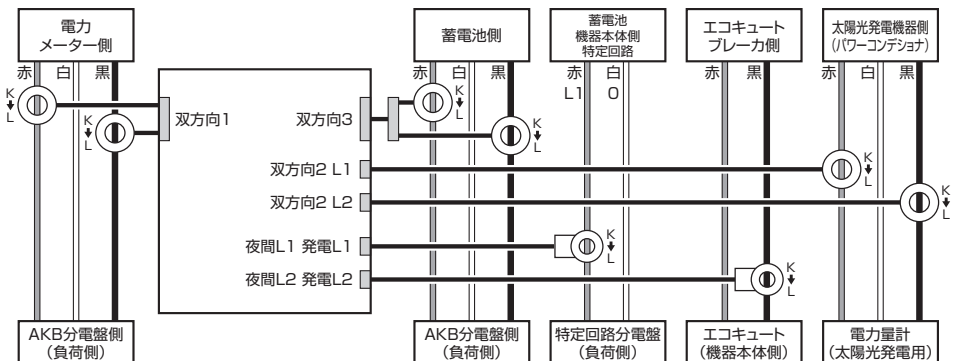 電力
メーター側
蓄電池側
蓄電池
機器本体側
特定回路
エコキュート
ブレーカ側
太陽光発電機器側
(パワーコンデショナ)
赤 白 黒
赤 白 黒
赤 白
L1 O
赤 黒
赤 白 黒
K
L
K
L
双方向1
双方向3
K
L
K
L
双方向2 L1
K
L
双方向2 L2
K
L
夜間L1 発電L1
K
L
夜間L2 発電L2
K
L
AKB分電盤側
(負荷側)
AKB分電盤側
(負荷側)
特定回路分電盤
(負荷側)
エコキュート
(機器本体側)
電力量計
(太陽光発電用)